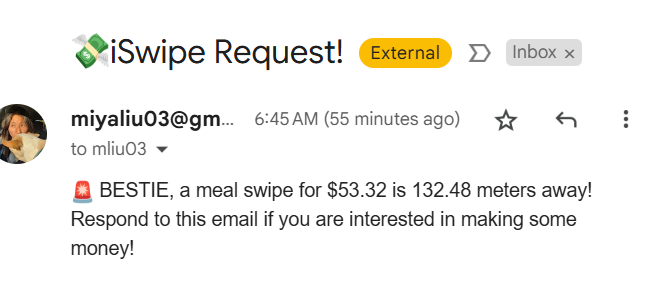 💸iSwipe Request! External Inbox ×
miyaliu03@gm... 6:45 AM (55 minutes ago)
to mliu03
🚨 BESTIE, a meal swipe for $53.32 is 132.48 meters away!
Respond to this email if you are interested in making some
money!